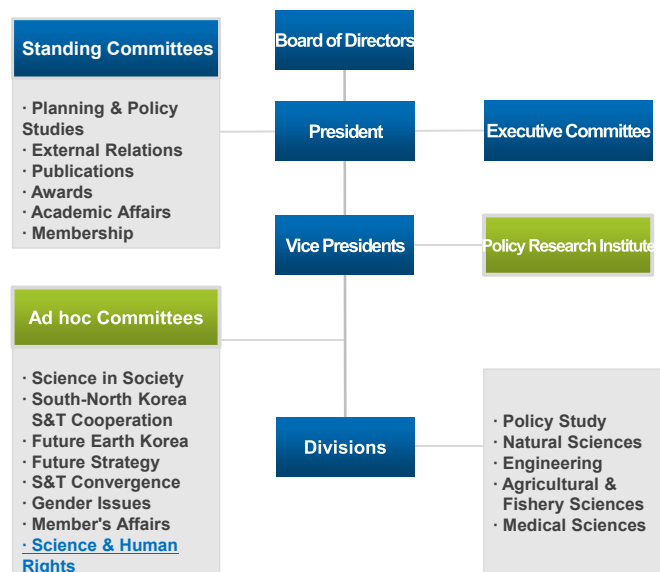 Board of Directors
Standing Committees
· Planning & Policy
Studies
· External Relations
· Publications
· Awards
· Academic Affairs
· Membership
President
Executive Committee
Vice Presidents
Policy Research Institute
Ad hoc Committees
· Science in Society
· South-North Korea
S&T Cooperation
· Future Earth Korea
· Future Strategy
· S&T Convergence
· Gender Issues
· Member's Affairs
· Science & Human
Rights
Divisions
· Policy Study
· Natural Sciences
· Engineering
· Agricultural &
Fishery Sciences
· Medical Sciences